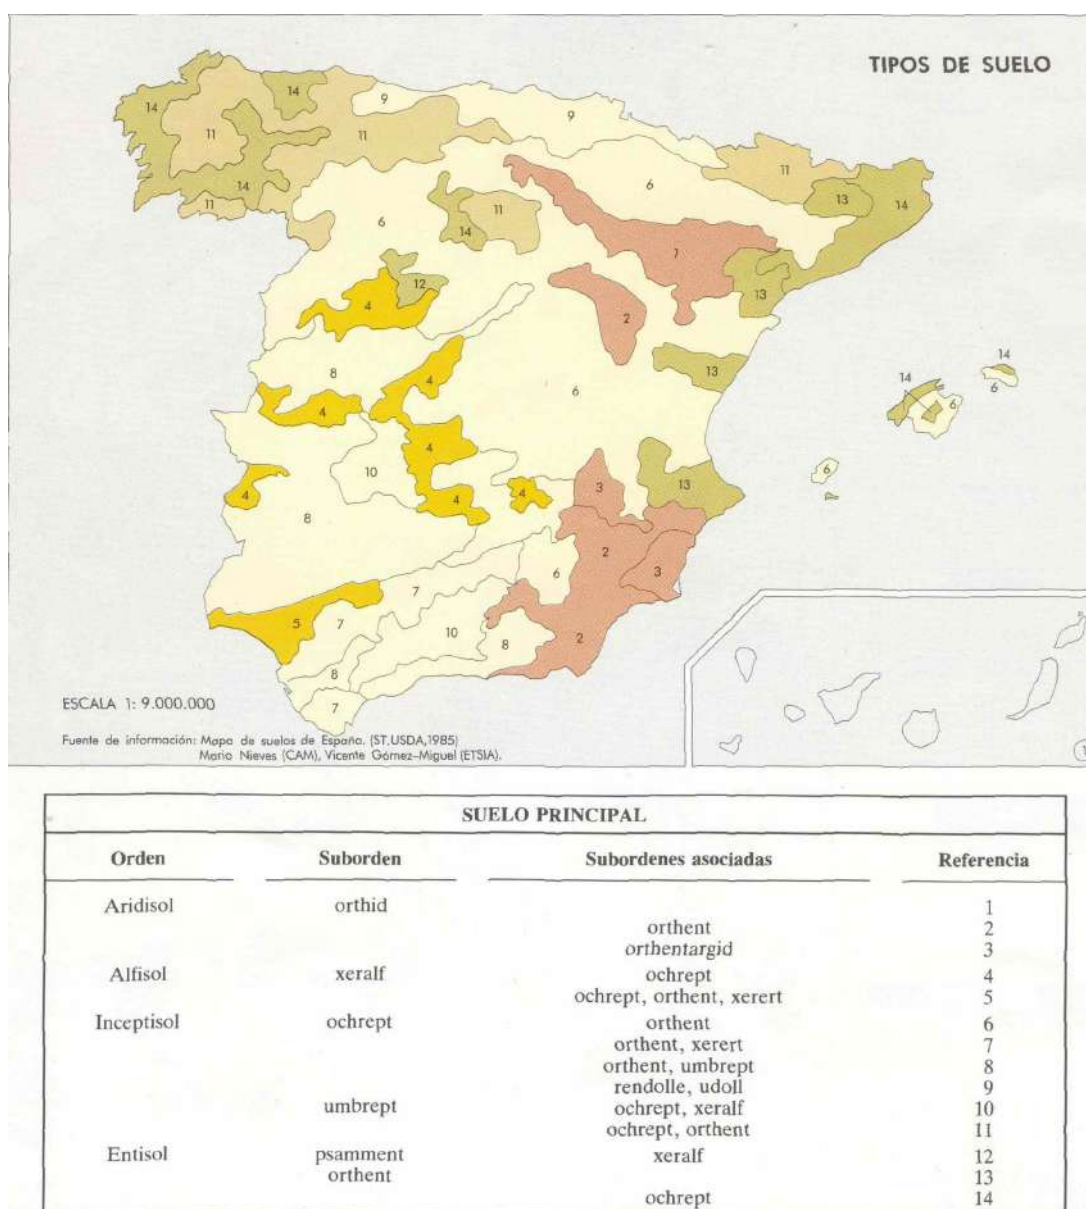 TIPOS DE SUELO
14 14 9 9
11 11 11
14 11 6 13 14
6 14 11 1
12 4 2 13
8 4 6 13 14 14 6 6
4 4 6
10 4 4 3 13
4 8 2 3
7 6
5 7 10 8 2
8
7
ESCALA 1: 9.000.000
Fuente de información: Mapa de suelos de España. (ST,USDA,1985)
Mario Nieves (CAM), Vicente Gómez-Miguel (ETSIA).
SUELO PRINCIPAL
Orden Suborden Subordenes asociadas Referencia
Aridisol orthid 1
orthent 2
orthentargid 3
Alfisol xeralf ochrept 4
ochrept, orthent, xerert 5
Inceptisol ochrept orthent 6
orthent, xerert 7
orthent, umbrept 8
rendolle, udoll 9
umbrept ochrept, xeralf 10
ochrept, orthent 11
Entisol psamment xeralf 12
orthent 13
ochrept 14